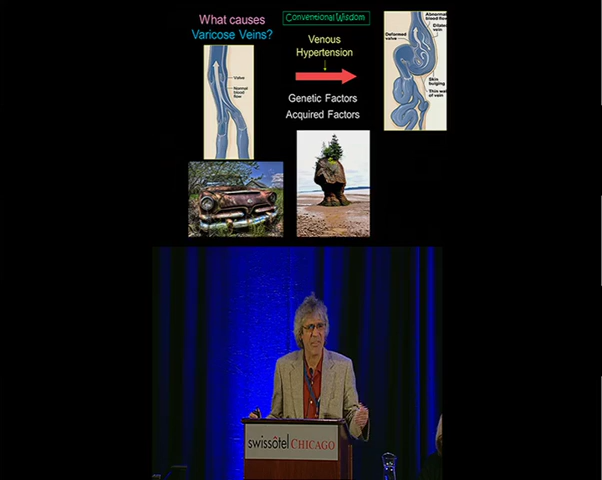 What causes
Varicose Veins?
Conventional Wisdom
Venous
Hypertension
Genetic Factors
Acquired Factors
Valve
Normal
blood
flow
Abnormal
blood flow
Deformed
valve
Dilated
vein
Skin
bulging
Thin wa
of vein
swissôtel CHICAGO